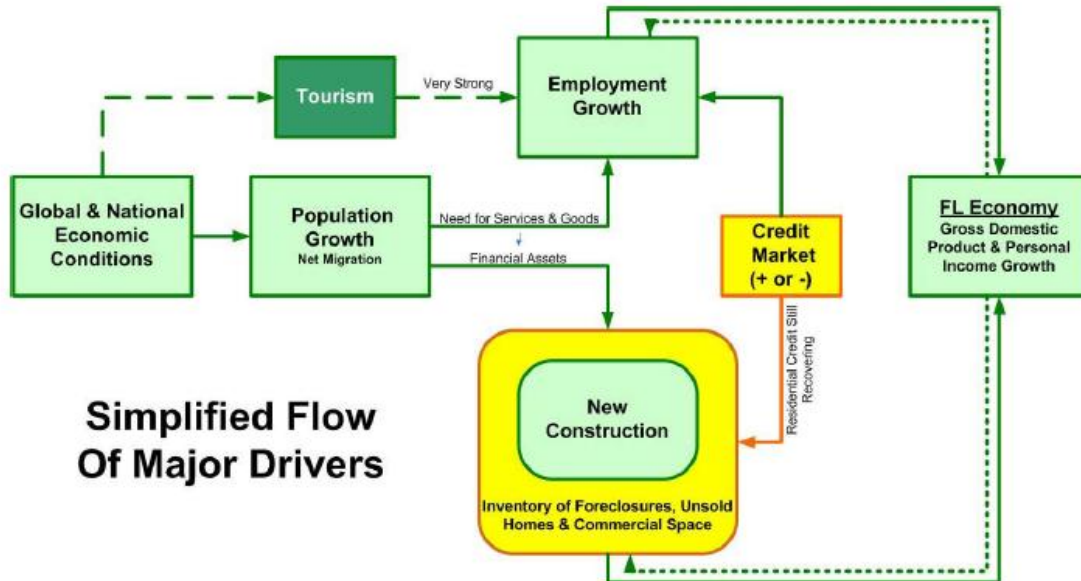 Tourism
Very Strong
Employment
Growth
Global & National
Economic
Conditions
Population
Growth
Net Migration
Need for Services & Goods
Financial Assets
Credit
Market
(+ or -)
FL Economy
Gross Domestic
Product & Personal
Income Growth
Residential Credit Still
Recovering
New
Construction
Inventory of Foreclosures, Unsold
Homes & Commercial Space
Simplified Flow
Of Major Drivers